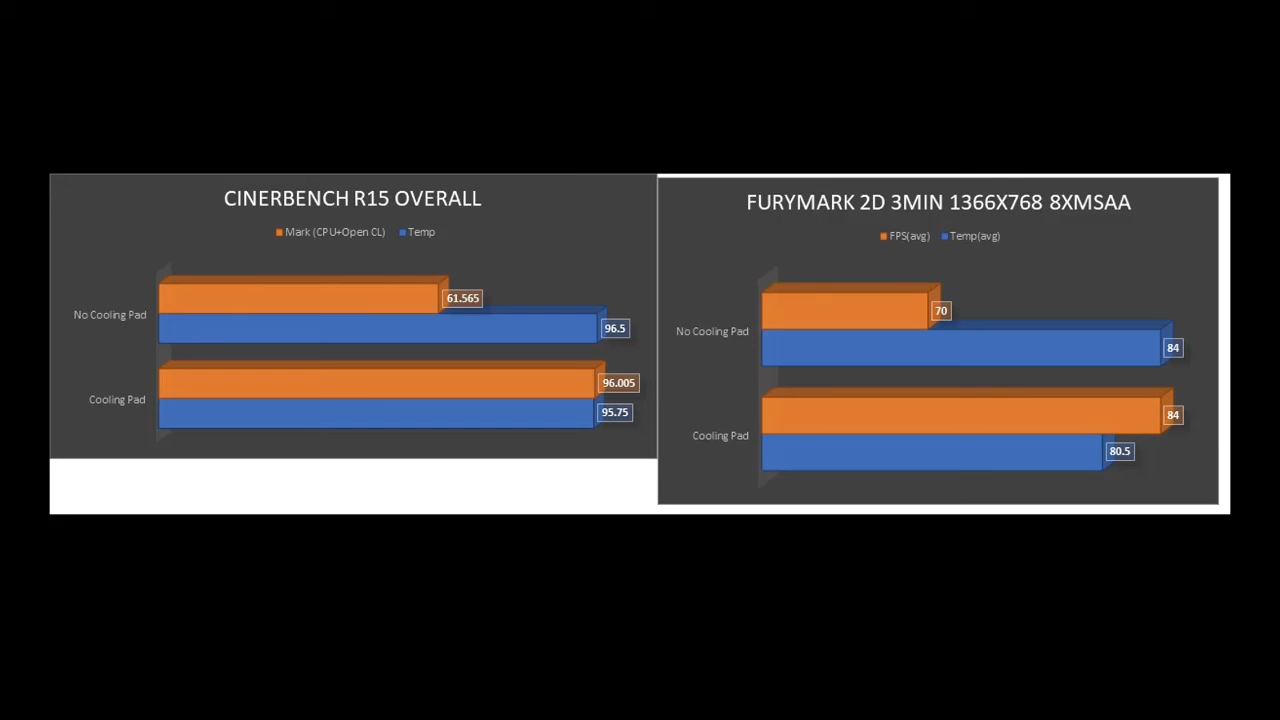 CINERBENCH R15 OVERALL
Mark (CPU+Open CL) Temp
No Cooling Pad
61.565
96.5
Cooling Pad
96.005
95.75
FURYMARK 2D 3MIN 1366X768 8XMSAA
FPS(avg) Temp(avg)
No Cooling Pad
70
84
Cooling Pad
84
80.5